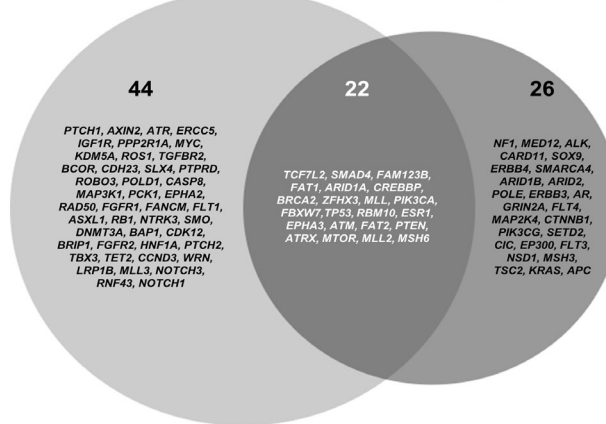 44
PTCH1, AXIN2, ATR, ERCC5,
IGF1R, PPP2R1A, MYC,
KDM5A, ROS1, TGFBR2,
BCOR, CDH23, SLX4, PTPRD,
ROBO3, POLD1, CASP8,
MAP3K1, PCK1, EPHA2,
RAD50, FGFR1, FANCM, FLT1,
ASXL1, RB1, NTRK3, SMO,
DNMT3A, BAP1, CDK12,
BRIP1, FGFR2, HNF1A, PTCH2,
TBX3, TET2, CCND3, WRN,
LRP1B, MLL3, NOTCH3,
RNF43, NOTCH1
22
TCF7L2, SMAD4, FAM123B,
FAT1, ARID1A, CREBBP,
BRCA2, ZFHX3, MLL, PIK3CA,
FBXW7,TP53, RBM10, ESR1,
EPHA3, ATM, FAT2, PTEN,
ATRX, MTOR, MLL2, MSH6
26
NF1, MED12, ALK,
CARD11, SOX9,
ERBB4, SMARCA4,
ARID1B, ARID2,
POLE, ERBB3, AR,
GRIN2A, FLT4,
MAP2K4, CTNNB1,
PIK3CG, SETD2,
CIC, EP300, FLT3,
NSD1, MSH3,
TSC2, KRAS, APC